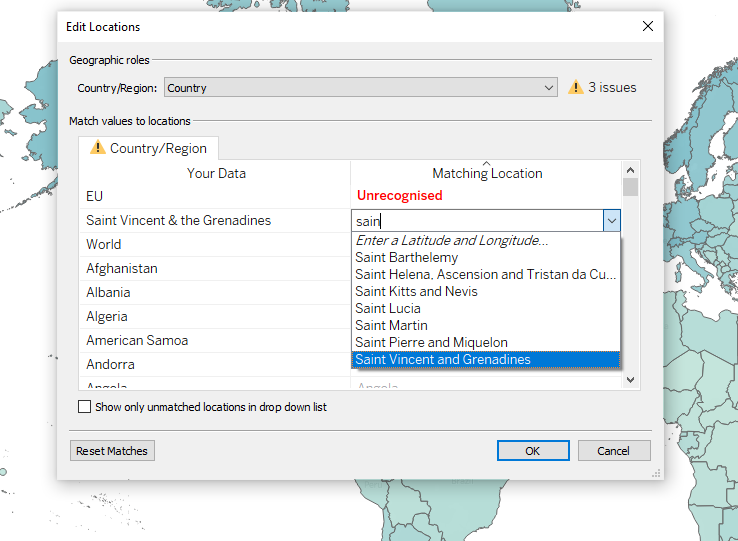 Edit Locations
Geographic roles
Country/Region: Country 3 issues
Match values to locations
Country/Region
Your Data Matching Location
EU Unrecognised
Saint Vincent & the Grenadines sain
Enter a Latitude and Longitude...
World
Saint Barthelemy
Afghanistan Saint Helena, Ascension and Tristan da Cu...
Albania Saint Kitts and Nevis
Saint Lucia
Algeria
Saint Martin
American Samoa Saint Pierre and Miquelon
Andorra Saint Vincent and Grenadines
Angola Angola
Show only unmatched locations in drop down list
Reset Matches OK Cancel